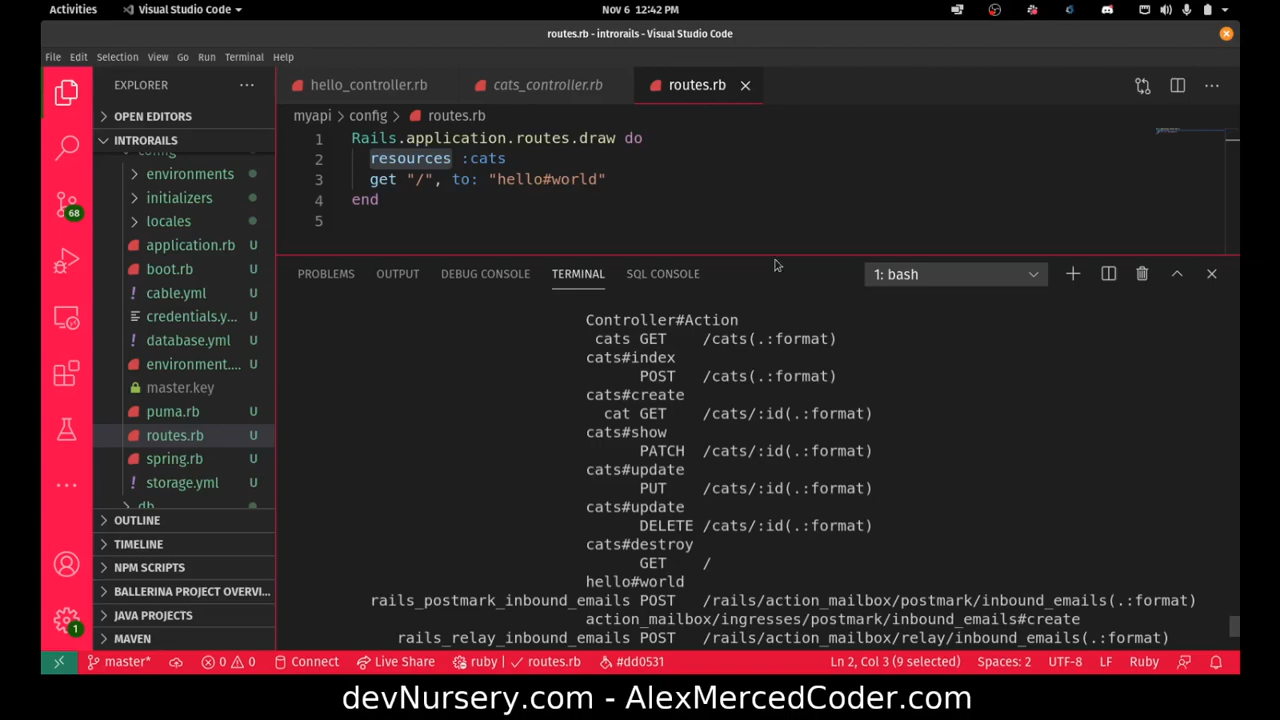 Activities Visual Studio Code Nov 6 12:42 PM
routes.rb - introrails - Visual Studio Code
File Edit Selection View Go Run Terminal Help
EXPLORER
OPEN EDITORS
INTRORAILS
environments
initializers
locales
application.rb U
boot.rb U
cable.yml U
credentials.y... U
database.yml U
environment.... U
master.key
puma.rb U
routes.rb U
spring.rb U
storage.yml U
db
OUTLINE
TIMELINE
NPM SCRIPTS
BALLERINA PROJECT OVERVI...
JAVA PROJECTS
MAVEN
68
1
hello_controller.rb cats_controller.rb routes.rb
myapi > config > routes.rb
1 Rails.application.routes.draw do
2 resources :cats
3 get "/", to: "hello#world"
4 end
5
PROBLEMS OUTPUT DEBUG CONSOLE TERMINAL SQL CONSOLE 1: bash
Controller#Action
cats GET /cats(.:format)
cats#index
POST /cats(.:format)
cats#create
cat GET /cats/:id(.:format)
cats#show
PATCH /cats/:id(.:format)
cats#update
PUT /cats/:id(.:format)
cats#update
DELETE /cats/:id(.:format)
cats#destroy
GET /
hello#world
rails_postmark_inbound_emails POST /rails/action_mailbox/postmark/inbound_emails(.:format)
action_mailbox/ingresses/postmark/inbound_emails#create
rails_relay_inbound_emails POST /rails/action_mailbox/relay/inbound_emails(.:format)
master* 0 0 Connect Live Share ruby | routes.rb #dd0531 Ln 2, Col 3 (9 selected) Spaces: 2 UTF-8 LF Ruby
devNursery.com - AlexMercedCoder.com